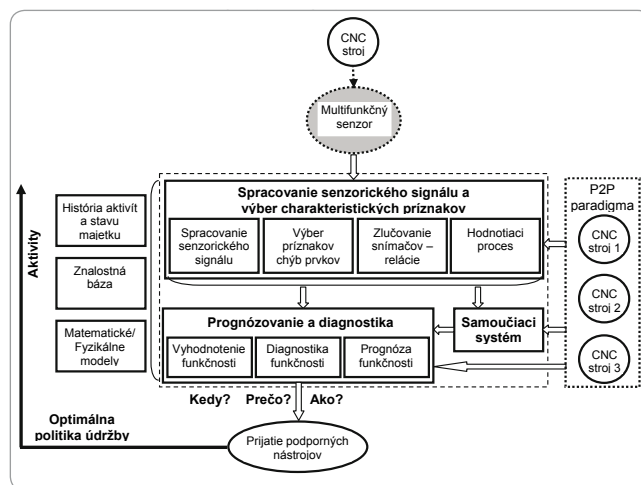 CNC
stroj
Multifunkčný
senzor
Spracovanie senzorického signálu a
výber charakteristických príznakov
Spracovanie
senzorického
signálu
Výber
príznakov
chýb prvkov
Zlučovanie
snímačov –
relácie
Hodnotiaci
proces
P2P
paradigma
CNC
stroj 1
CNC
stroj 2
CNC
stroj 3
Aktivity
História aktivít
a stavu
majetku
Znalostná
báza
Matematické/
Fyzikálne
modely
Prognózovanie a diagnostika
Vyhodnotenie
funkčnosti
Diagnostika
funkčnosti
Prognóza
funkčnosti
Samoučiaci
systém
Kedy? Prečo? Ako?
Optimálna
politika údržby
Prijatie podporných
nástrojov